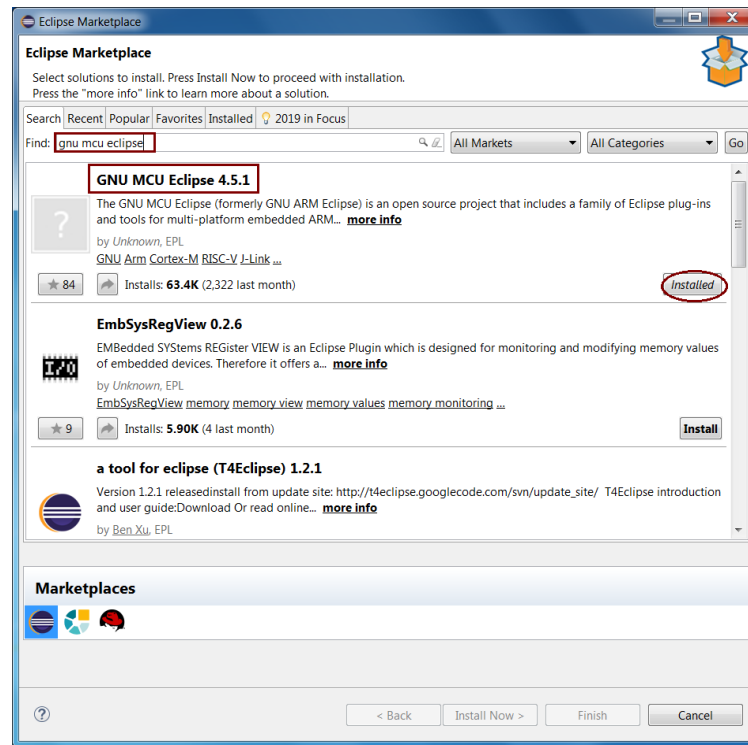 Eclipse Marketplace
Eclipse Marketplace
Select solutions to install. Press Install Now to proceed with installation.
Press the "more info" link to learn more about a solution.
Search Recent Popular Favorites Installed 2019 in Focus
Find: gnu mcu eclipse All Markets All Categories Go
GNU MCU Eclipse 4.5.1
The GNU MCU Eclipse (formerly GNU ARM Eclipse) is an open source project that includes a family of Eclipse plug-ins
and tools for multi-platform embedded ARM... more info
?
by Unknown, EPL
GNU Arm Cortex-M RISC-V J-Link ...
84 Installs: 63.4K (2,322 last month) Installed
EmbSysRegView 0.2.6
EMBedded SYStems REGister VIEW is an Eclipse Plugin which is designed for monitoring and modifying memory values
of embedded devices. Therefore it offers a... more info
I/O
by Unknown, EPL
EmbSysRegView memory memory view memory values memory monitoring ...
9 Installs: 5.90K (4 last month) Install
a tool for eclipse (T4Eclipse) 1.2.1
Version 1.2.1 releasedinstall from update site: http://t4eclipse.googlecode.com/svn/update_site/ T4Eclipse introduction
and user guide:Download Or read online... more info
by Ben Xu, EPL
Marketplaces
? < Back Install Now > Finish Cancel